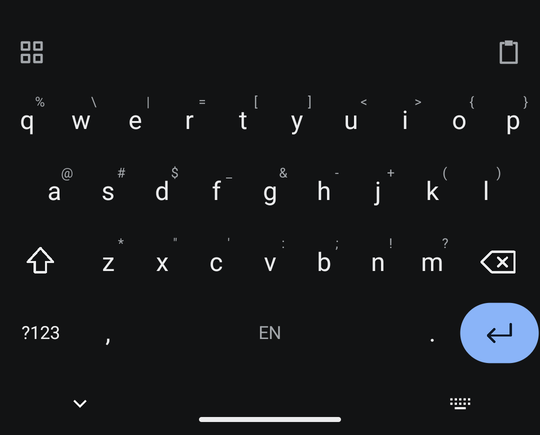 % \ | = [ ] < > { }
q w e r t y u i o p
@ # $ _ & - + ( )
a s d f g h j k l
* " ' : ; ! ?
z x c v b n m
?123 , EN .